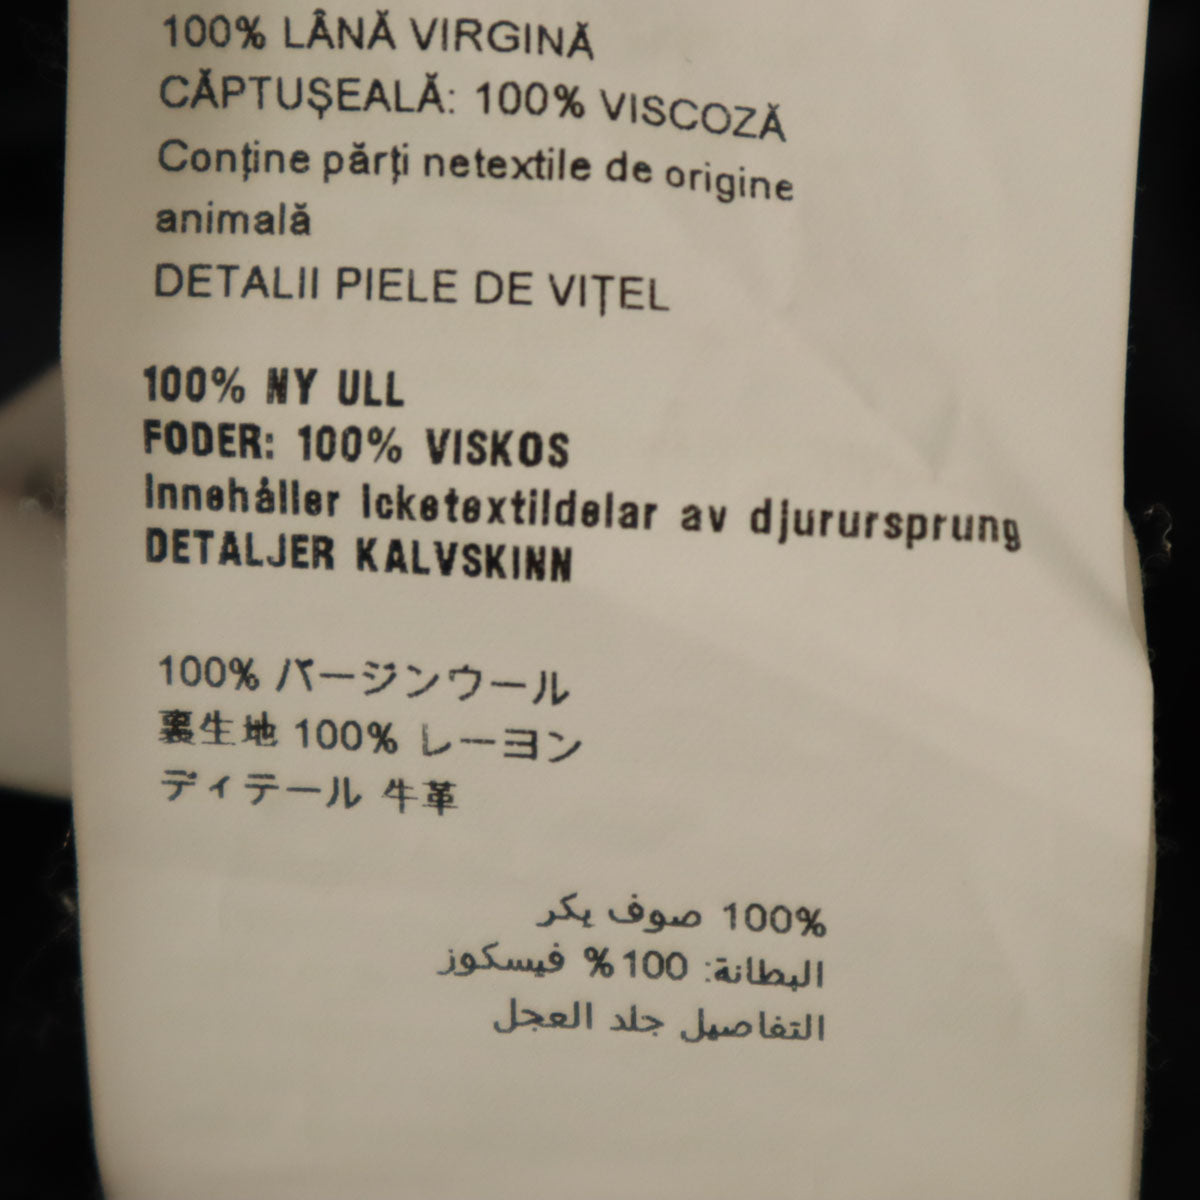 100% LÂNĂ VIRGINĂ
CĂPTUȘEALĂ: 100% VISCOZĂ
Conține părți netextile de origine
animală
DETALII PIELE DE VIȚEL
100% NY ULL
FODER: 100% VISKOS
Innehåller icketextildelar av djurursprung
DETALJER KALVSKINN
100% バージンウール
裏生地 100% レーヨン
ディテール 牛革
100% صوف بكر
البطانة: 100% فيسكوز
التفاصيل جلد العجل